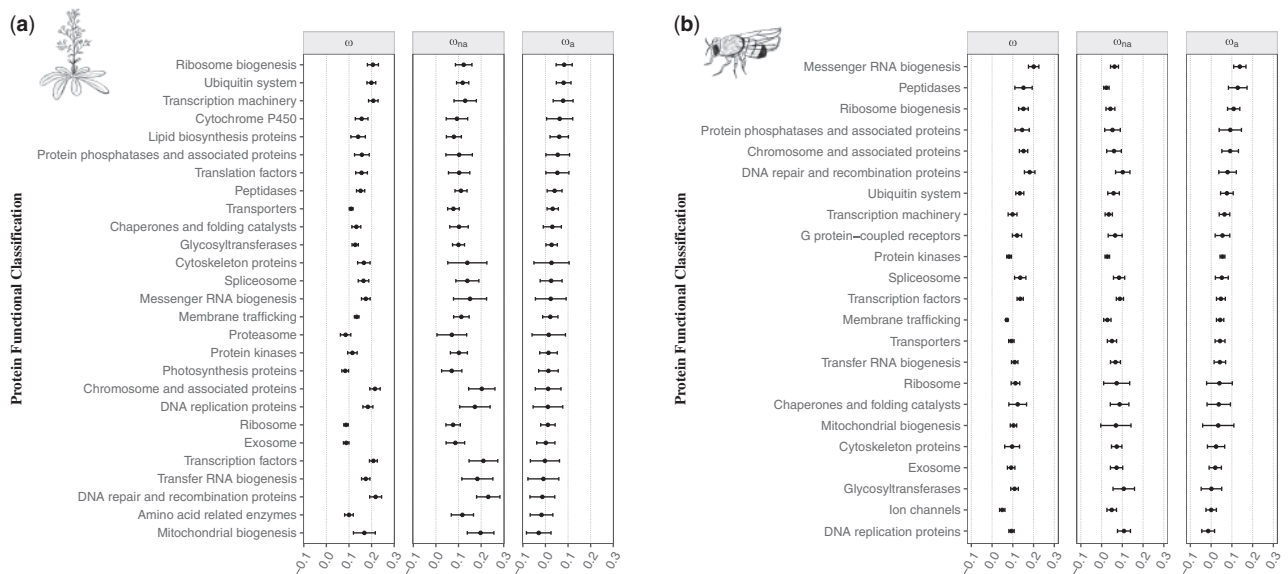 (a)
ω ωna ωa
Ribosome biogenesis
Ubiquitin system
Transcription machinery
Cytochrome P450
Lipid biosynthesis proteins
Protein phosphatases and associated proteins
Translation factors
Peptidases
Transporters
Chaperones and folding catalysts
Glycosyltransferases
Cytoskeleton proteins
Spliceosome
Messenger RNA biogenesis
Membrane trafficking
Proteasome
Protein kinases
Photosynthesis proteins
Chromosome and associated proteins
DNA replication proteins
Ribosome
Exosome
Transcription factors
Transfer RNA biogenesis
DNA repair and recombination proteins
Amino acid related enzymes
Mitochondrial biogenesis
Protein Functional Classification
−0.1 0.0 0.1 0.2 0.3 −0.1 0.0 0.1 0.2 0.3 −0.1 0.0 0.1 0.2 0.3
(b)
ω ωna ωa
Messenger RNA biogenesis
Peptidases
Ribosome biogenesis
Protein phosphatases and associated proteins
Chromosome and associated proteins
DNA repair and recombination proteins
Ubiquitin system
Transcription machinery
G protein−coupled receptors
Protein kinases
Spliceosome
Transcription factors
Membrane trafficking
Transporters
Transfer RNA biogenesis
Ribosome
Chaperones and folding catalysts
Mitochondrial biogenesis
Cytoskeleton proteins
Exosome
Glycosyltransferases
Ion channels
DNA replication proteins
Protein Functional Classification
−0.1 0.0 0.1 0.2 0.3 −0.1 0.0 0.1 0.2 0.3 −0.1 0.0 0.1 0.2 0.3